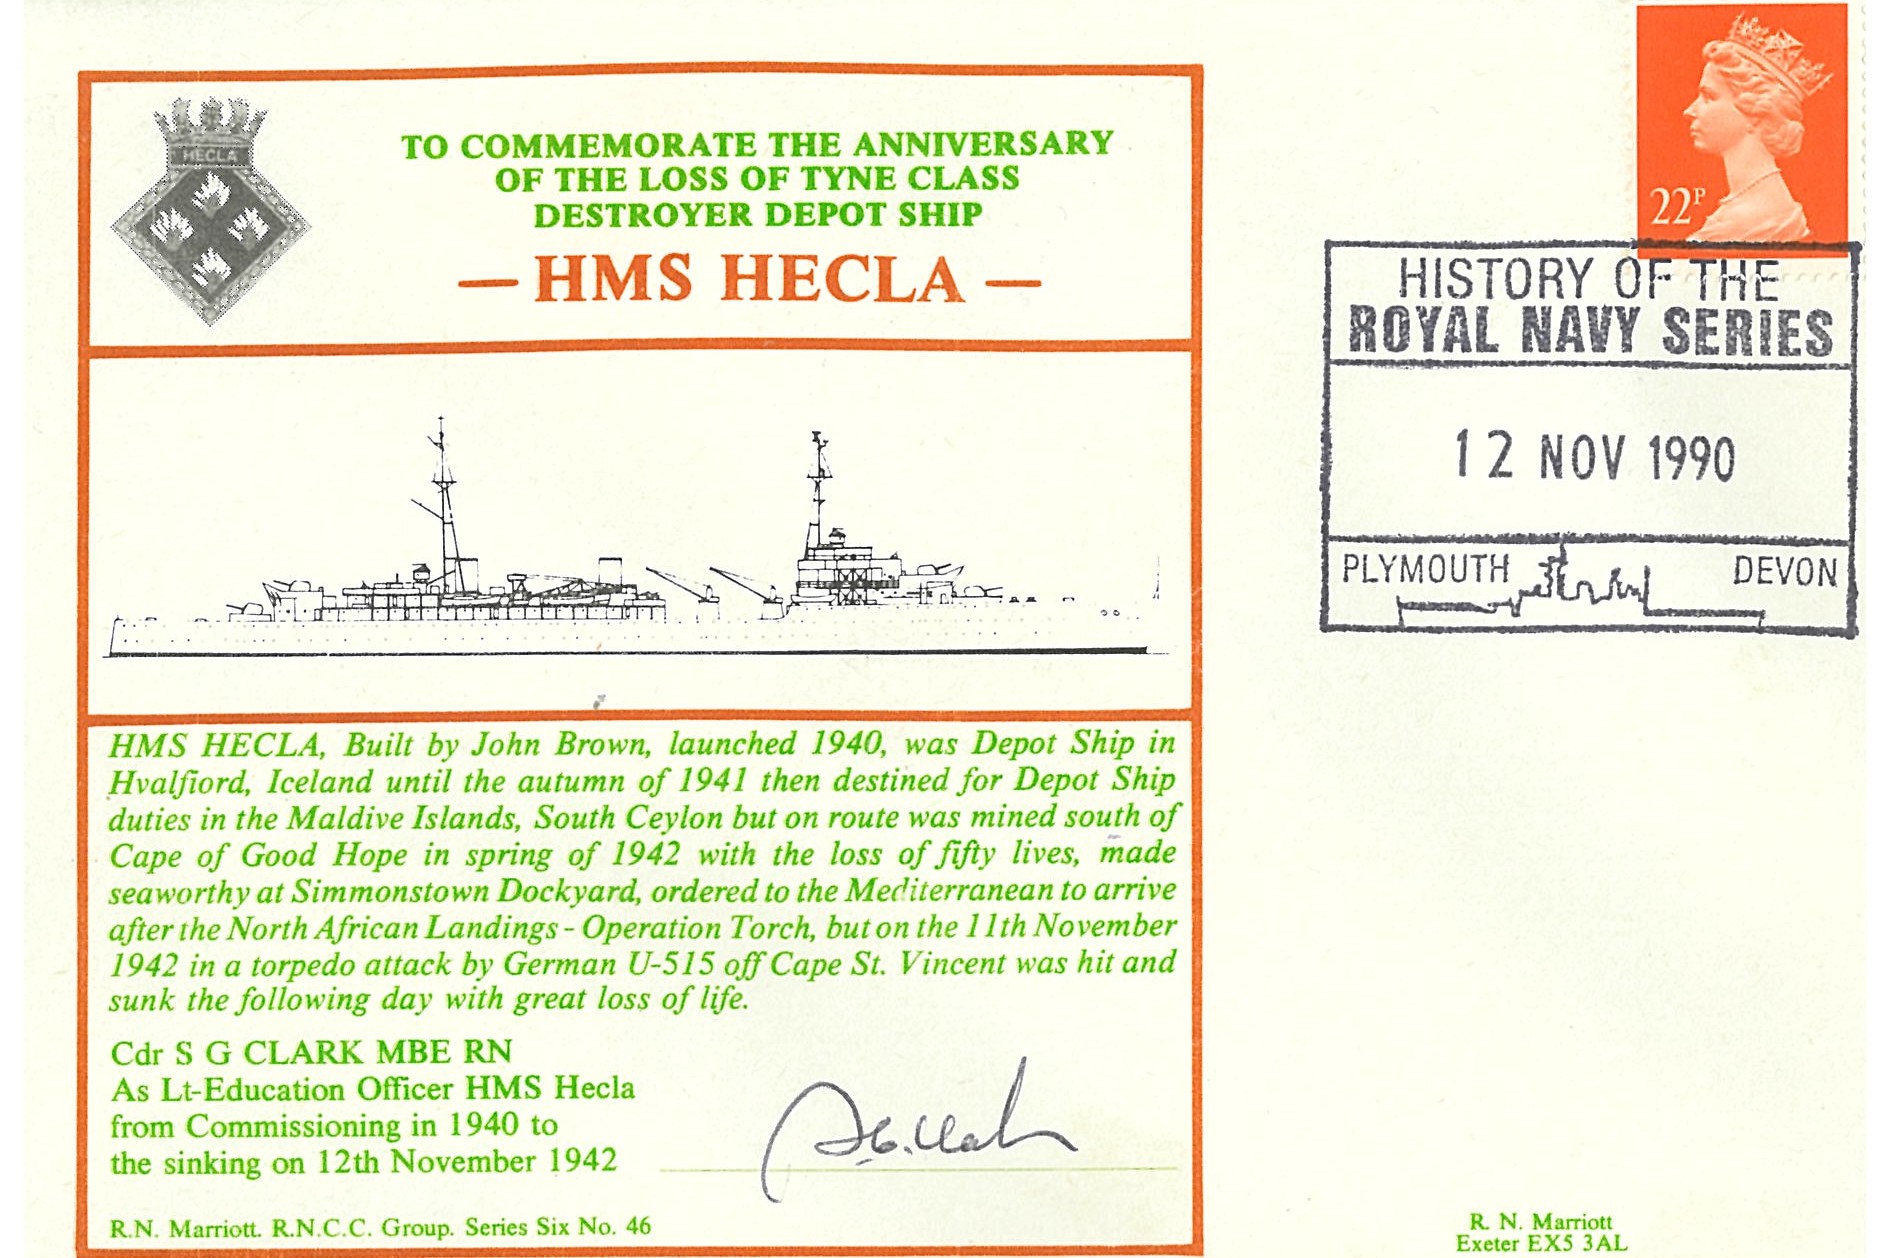 HECLA
TO COMMEMORATE THE ANNIVERSARY
OF THE LOSS OF TYNE CLASS
DESTROYER DEPOT SHIP
— HMS HECLA —
22P
HISTORY OF THE
ROYAL NAVY SERIES
12 NOV 1990
PLYMOUTH DEVON
HMS HECLA, Built by John Brown, launched 1940, was Depot Ship in
Hvalfiord, Iceland until the autumn of 1941 then destined for Depot Ship
duties in the Maldive Islands, South Ceylon but on route was mined south of
Cape of Good Hope in spring of 1942 with the loss of fifty lives, made
seaworthy at Simmonstown Dockyard, ordered to the Mediterranean to arrive
after the North African Landings - Operation Torch, but on the 11th November
1942 in a torpedo attack by German U-515 off Cape St. Vincent was hit and
sunk the following day with great loss of life.
Cdr S G CLARK MBE RN
As Lt-Education Officer HMS Hecla
from Commissioning in 1940 to
the sinking on 12th November 1942
R.N. Marriott. R.N.C.C. Group. Series Six No. 46
R. N. Marriott
Exeter EX5 3AL